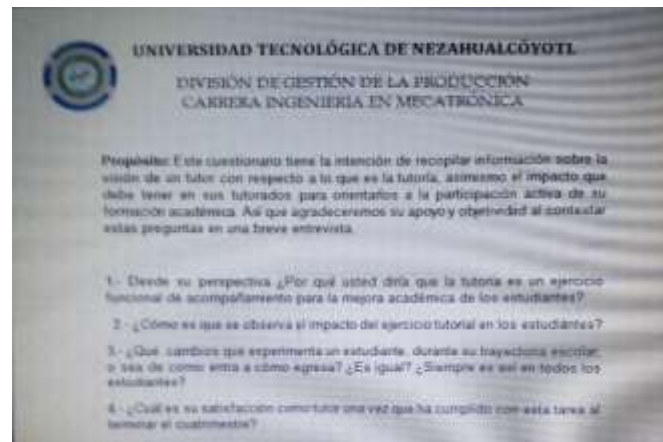 UNIVERSIDAD TECNOLÓGICA DE NEZAHUALCÓYOTL
DIVISIÓN DE GESTIÓN DE LA PRODUCCIÓN
CARRERA INGENIERIA EN MECATRÓNICA
Propósito: Este cuestionario tiene la intención de recopilar información sobre la
visión de un tutor con respecto a lo que es la tutoría, asimismo el impacto que
debe tener en sus tutorados para orientarlos a la participación activa de su
formación académica. Así que agradeceremos su apoyo y objetividad al contestar
estas preguntas en una breve entrevista.
1.- Desde su perspectiva ¿Por qué usted diría que la tutoría es un ejercicio
funcional de acompañamiento para la mejora académica de los estudiantes?
2.- ¿Cómo es que se observa el impacto del ejercicio tutorial en los estudiantes?
3.- ¿Qué cambios que experimenta un estudiante, durante su trayectoria escolar,
o sea de como entra a cómo egresa? ¿Es igual? ¿Siempre es así en todos los
estudiantes?
4.- ¿Cuál es su satisfacción como tutor una vez que ha cumplido con esta tarea al
terminar el cuatrimestre?